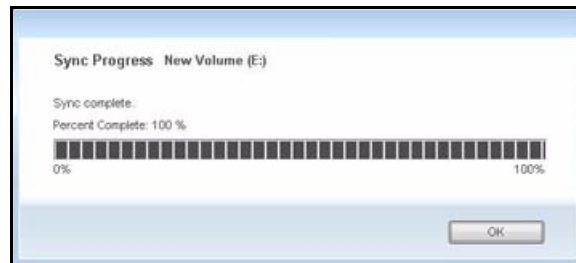 Sync Progress New Volume (E:)
Sync complete.
Percent Complete: 100 %
0% 100%
OK